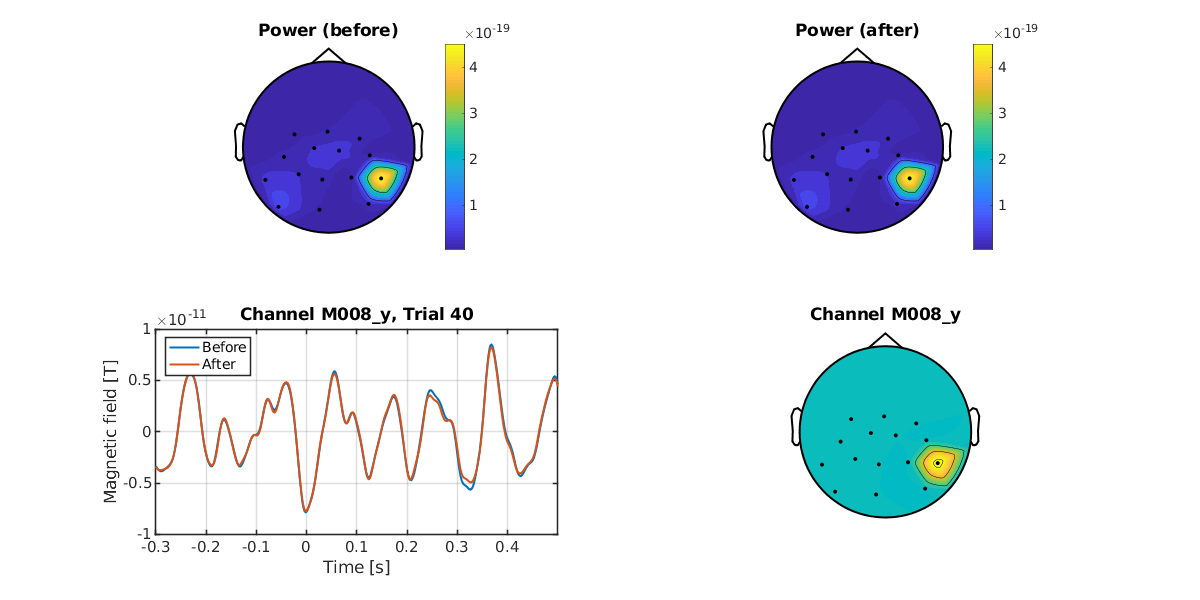 Power (before)
×10-19
4
3
2
1
Power (after)
×10-19
4
3
2
1
Channel M008_y, Trial 40
×10-11
1
0.5
0
-0.5
-1
Magnetic field [T]
Before
After
-0.3 -0.2 -0.1 0 0.1 0.2 0.3 0.4
Time [s]
Channel M008_y